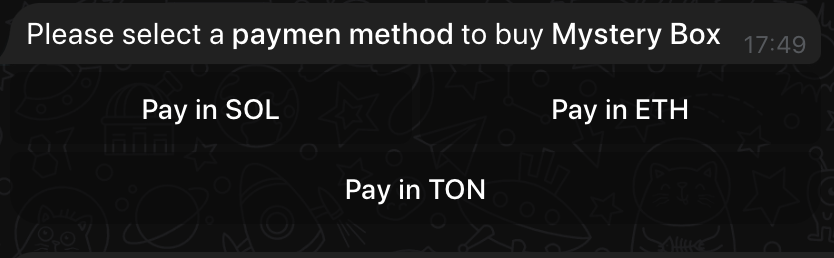 Please select a paymen method to buy Mystery Box
17:49
Pay in SOL
Pay in ETH
Pay in TON